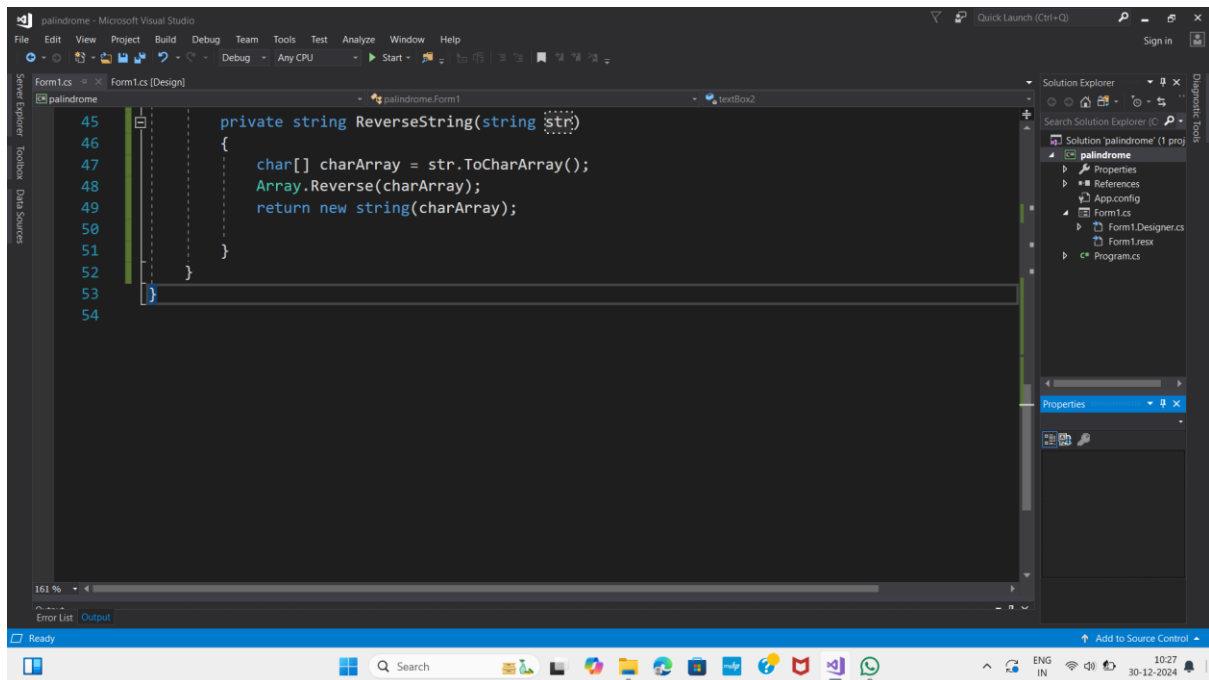 palindrome - Microsoft Visual Studio
Quick Launch (Ctrl+Q)
File Edit View Project Build Debug Team Tools Test Analyze Window Help
Sign in
Debug Any CPU Start
Server Explorer
Toolbox
Data Sources
Form1.cs Form1.cs [Design]
palindrome palindrome.Form1 textBox2
45 private string ReverseString(string str)
46 {
47 char[] charArray = str.ToCharArray();
48 Array.Reverse(charArray);
49 return new string(charArray);
50
51 }
52 }
53 }
54
161 %
Error List Output
Solution Explorer
Search Solution Explorer (C
Solution 'palindrome' (1 proj
C# palindrome
Properties
References
App.config
Form1.cs
Form1.Designer.cs
Form1.resx
C# Program.cs
Properties
Diagnostic Tools
Ready
Add to Source Control
Search
ENG
IN
10:27
30-12-2024